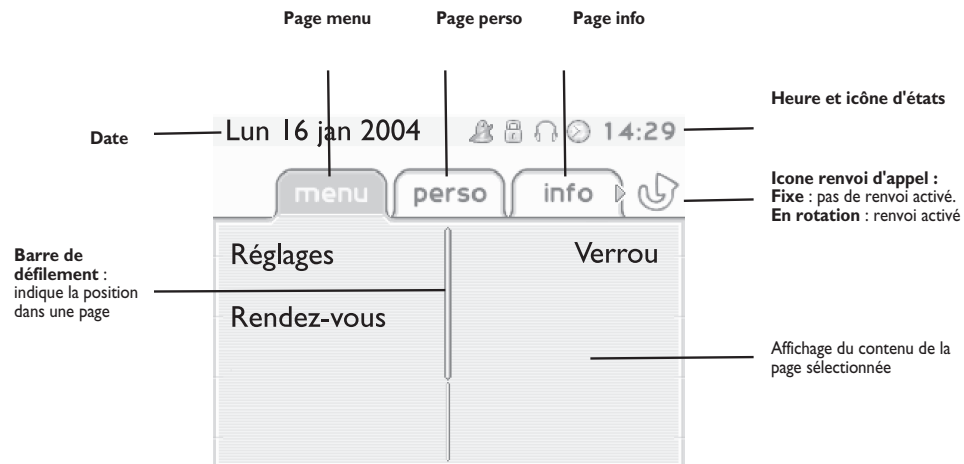 Page menu
Page perso
Page info
Heure et icône d'états
Date
Lun 16 jan 2004
14:29
menu
perso
info
Icone renvoi d'appel :
Fixe : pas de renvoi activé.
En rotation : renvoi activé
Barre de
défilement :
indique la position
dans une page
Réglages
Verrou
Rendez-vous
Affichage du contenu de la
page sélectionnée